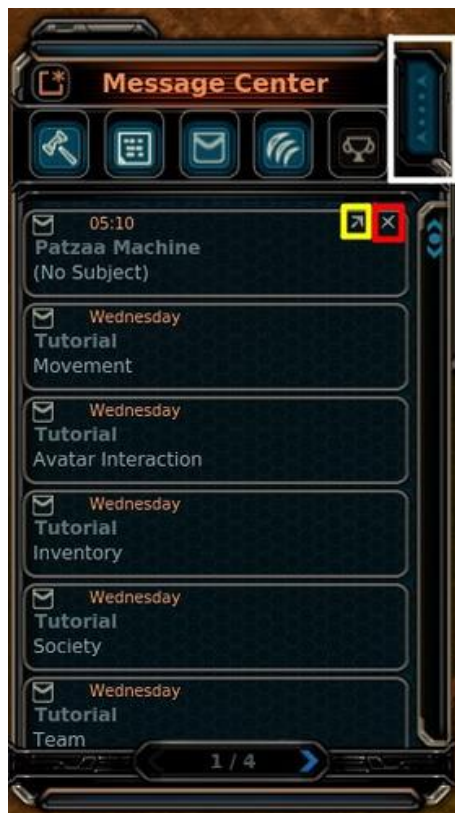 Message Center
05:10
Patzaa Machine
(No Subject)
Wednesday
Tutorial
Movement
Wednesday
Tutorial
Avatar Interaction
Wednesday
Tutorial
Inventory
Wednesday
Tutorial
Society
Wednesday
Tutorial
Team
1 / 4